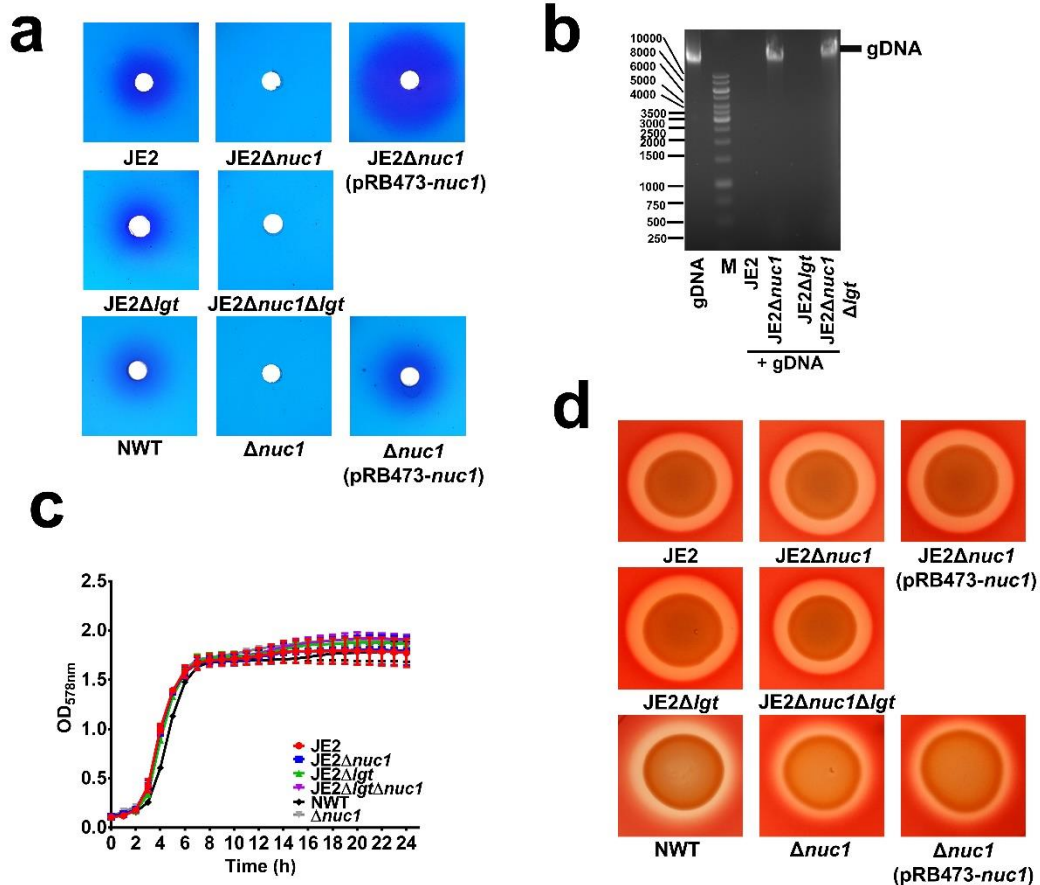 a
JE2
JE2Δnuc1
JE2Δnuc1
(pRB473-nuc1)
JE2Δlgt
JE2Δnuc1Δlgt
NWT
Δnuc1
Δnuc1
(pRB473-nuc1)
b
10000
8000
6000
5000
4000
3500
3000
2500
2000
1500
1000
750
500
250
gDNA
gDNA
M
JE2
JE2Δnuc1
JE2Δlgt
JE2Δnuc1
Δlgt
+ gDNA
c
2.5
2.0
1.5
1.0
0.5
0.0
OD578nm
0 2 4 6 8 10 12 14 16 18 20 22 24
Time (h)
JE2
JE2Δnuc1
JE2Δlgt
JE2ΔlgtΔnuc1
NWT
Δnuc1
d
JE2
JE2Δnuc1
JE2Δnuc1
(pRB473-nuc1)
JE2Δlgt
JE2Δnuc1Δlgt
NWT
Δnuc1
Δnuc1
(pRB473-nuc1)